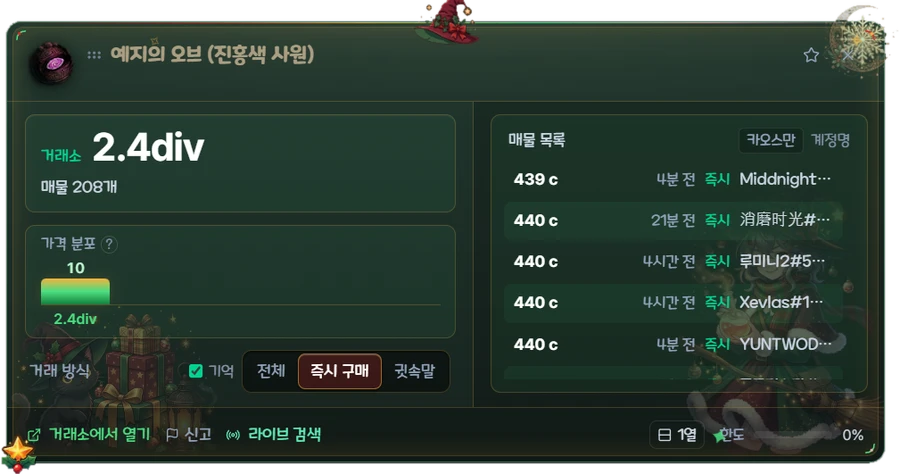 예지의 오브 (진홍색 사원)
거래소 2.4div
매물 208개
가격 분포 ?
10
2.4div
거래 방식 기억 전체 즉시 구매 귓속말
매물 목록 카오스만 계정명
439 c 4분 전 즉시 Middnight···
440 c 21분 전 즉시 消磨时光#···
440 c 4시간 전 즉시 루미니2#5···
440 c 4시간 전 즉시 Xevlas#1···
440 c 4분 전 즉시 YUNTWOD···
거래소에서 열기 신고 라이브 검색 1열 한도 0%